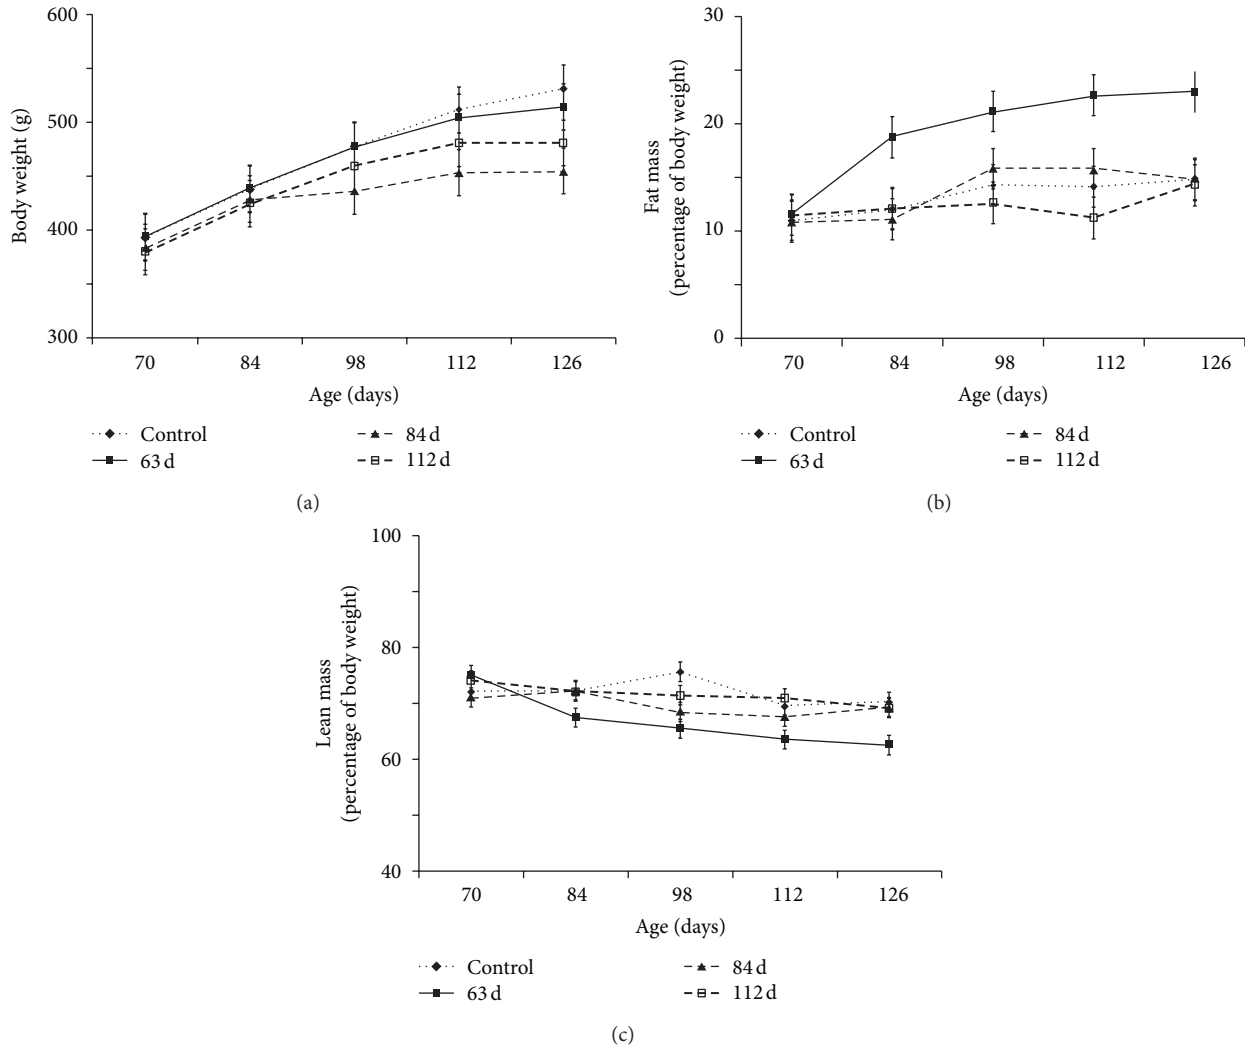 600
500
400
300
Body weight (g)
70 84 98 112 126
Age (days)
Control
63 d
84 d
112 d
(a)
30
20
10
0
Fat mass
(percentage of body weight)
70 84 98 112 126
Age (days)
Control
63 d
84 d
112 d
(b)
100
80
60
40
Lean mass
(percentage of body weight)
70 84 98 112 126
Age (days)
Control
63 d
84 d
112 d
(c)